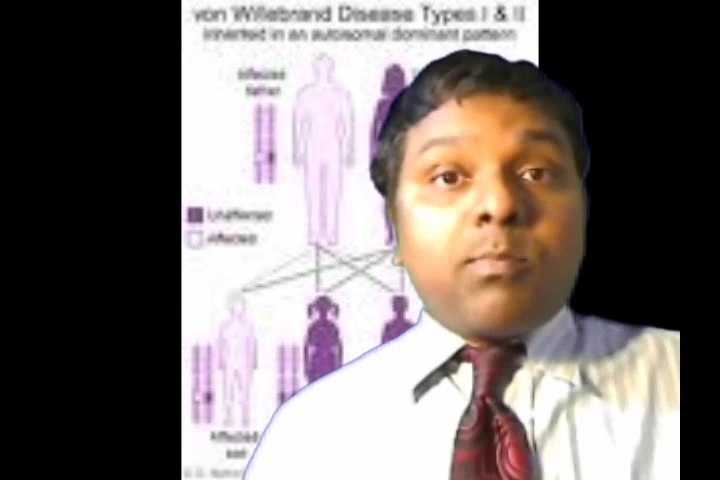 von Willebrand Disease Types I & II
inherited in an autosomal dominant pattern
Affected
father
Unaffected
Affected
Affected
son